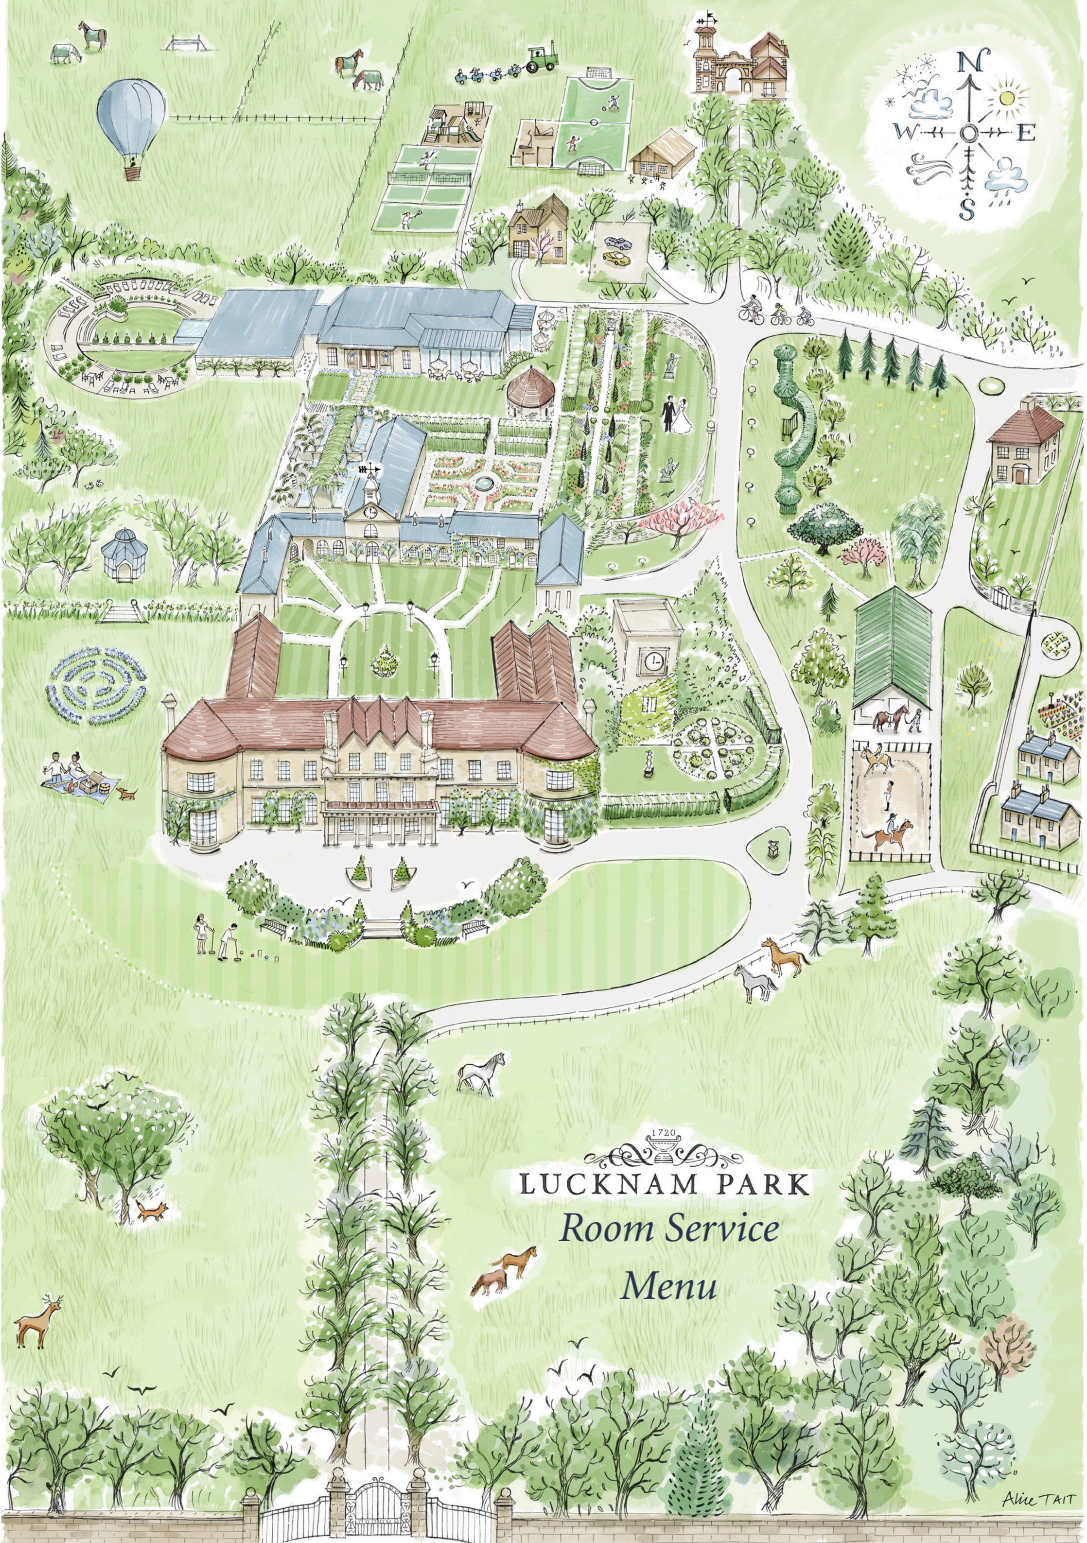 N
W E
S
1720
LUCKNAM PARK
Room Service
Menu
Alice TAIT